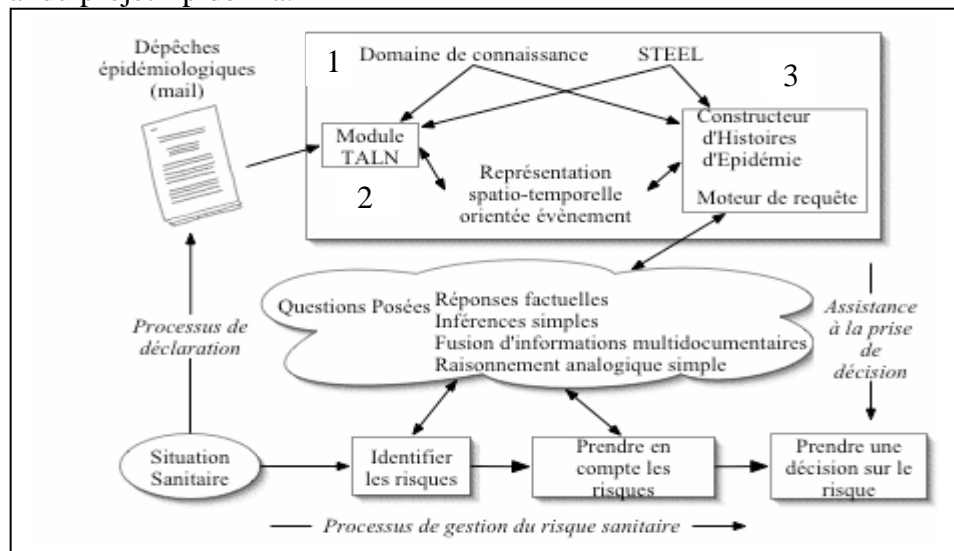 du projet
Dépêches
épidémiologiques
(mail)
1
Domaine de connaissance
STEEL
3
Module
TALN
2
Constructeur
d'Histoires
d'Epidémie
Moteur de requête
Représentation
spatio-temporelle
orientée évènement
Processus de
déclaration
Questions Posées
Réponses factuelles
Inférences simples
Fusion d'informations multidocumentaires
Raisonnement analogique simple
Assistance
à la prise
de
décision
Situation
Sanitaire
Identifier
les risques
Prendre en
compte les
risques
Prendre une
décision sur le
risque
Processus de gestion du risque sanitaire